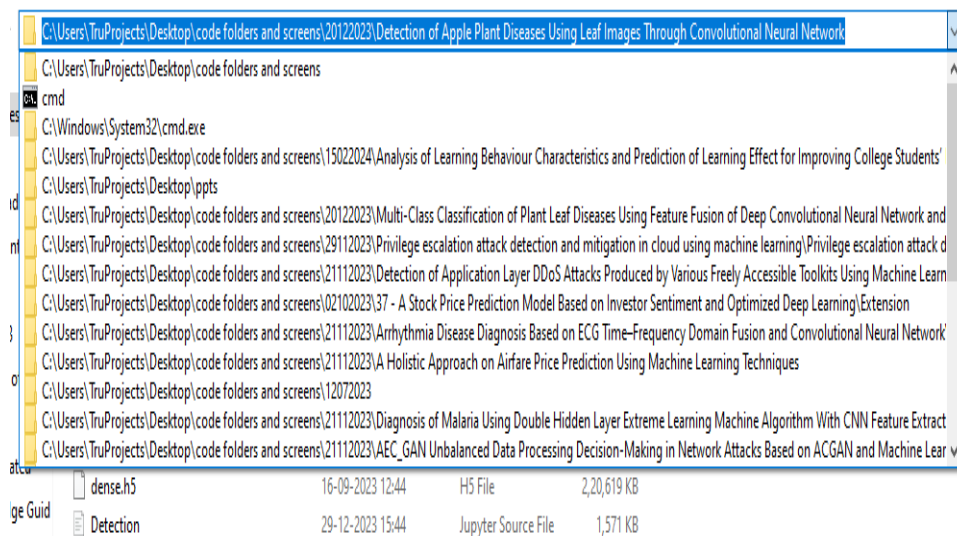 C:\Users\TruProjects\Desktop\code folders and screens\20122023\Detection of Apple Plant Diseases Using Leaf Images Through Convolutional Neural Network
C:\Users\TruProjects\Desktop\code folders and screens
cmd
C:\Windows\System32\cmd.exe
C:\Users\TruProjects\Desktop\code folders and screens\15022024\Analysis of Learning Behaviour Characteristics and Prediction of Learning Effect for Improving College Students'
C:\Users\TruProjects\Desktop\ppts
C:\Users\TruProjects\Desktop\code folders and screens\20122023\Multi-Class Classification of Plant Leaf Diseases Using Feature Fusion of Deep Convolutional Neural Network and
C:\Users\TruProjects\Desktop\code folders and screens\29112023\Privilege escalation attack detection and mitigation in cloud using machine learning\Privilege escalation attack d
C:\Users\TruProjects\Desktop\code folders and screens\21112023\Detection of Application Layer DDoS Attacks Produced by Various Freely Accessible Toolkits Using Machine Learn
C:\Users\TruProjects\Desktop\code folders and screens\02102023\37 - A Stock Price Prediction Model Based on Investor Sentiment and Optimized Deep Learning\Extension
C:\Users\TruProjects\Desktop\code folders and screens\21112023\Arrhythmia Disease Diagnosis Based on ECG Time–Frequency Domain Fusion and Convolutional Neural Network
C:\Users\TruProjects\Desktop\code folders and screens\21112023\A Holistic Approach on Airfare Price Prediction Using Machine Learning Techniques
C:\Users\TruProjects\Desktop\code folders and screens\12072023
C:\Users\TruProjects\Desktop\code folders and screens\21112023\Diagnosis of Malaria Using Double Hidden Layer Extreme Learning Machine Algorithm With CNN Feature Extract
C:\Users\TruProjects\Desktop\code folders and screens\21112023\AEC_GAN Unbalanced Data Processing Decision-Making in Network Attacks Based on ACGAN and Machine Lear
dense.h5 16-09-2023 12:44 H5 File 2,20,619 KB
ge Guid
Detection 29-12-2023 15:44 Jupyter Source File 1,571 KB